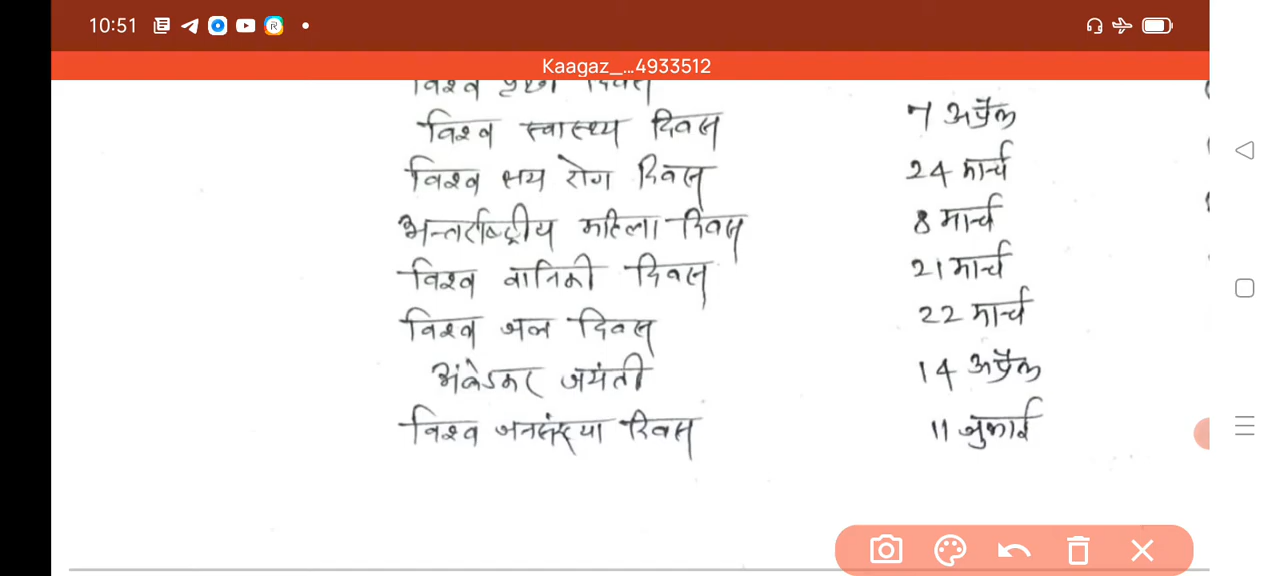 10:51
Kaagaz_...4933512
विश्व पृथ्वी दिवस
विश्व स्वास्थ्य दिवस 7 अप्रैल
विश्व क्षय रोग दिवस 24 मार्च
अन्तर्राष्ट्रीय महिला दिवस 8 मार्च
विश्व वानिकी दिवस 21 मार्च
विश्व जल दिवस 22 मार्च
अंबेडकर जयंती 14 अप्रैल
विश्व जनसंख्या दिवस 11 जुलाई